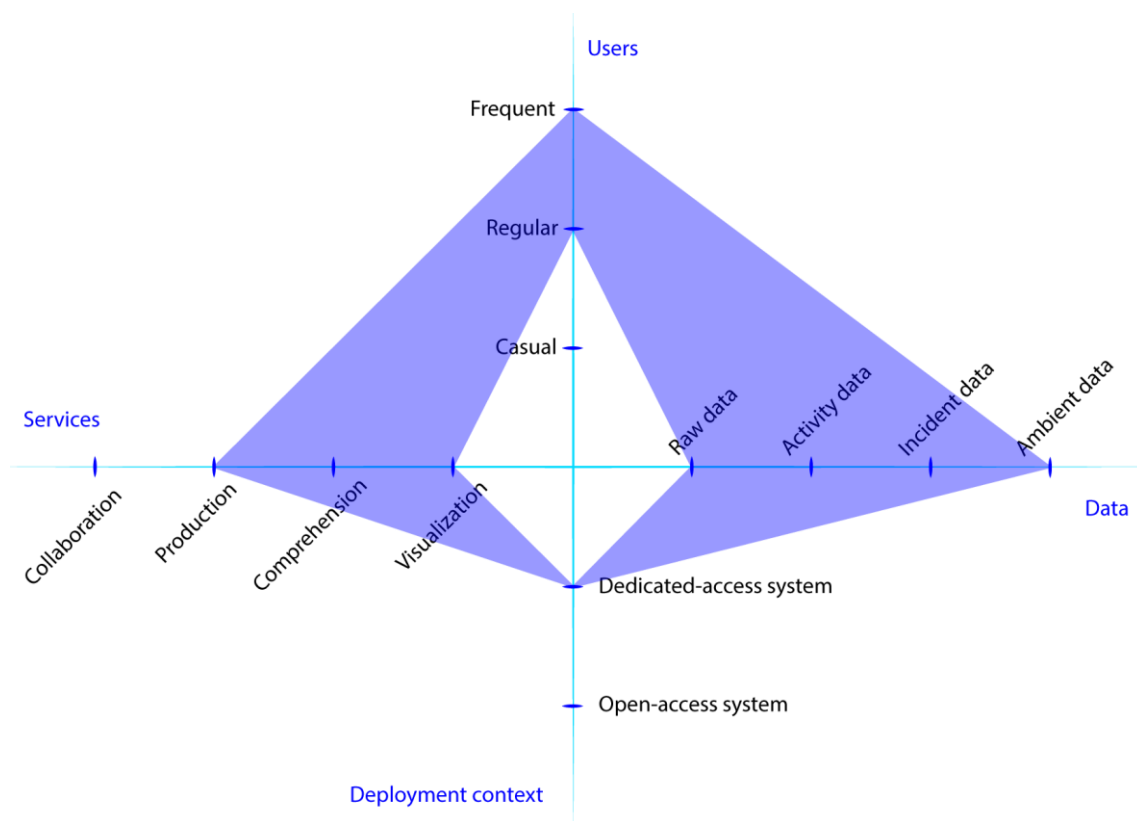 Users
Frequent
Regular
Casual
Services
Raw data
Activity data
Incident data
Ambient data
Data
Collaboration
Production
Comprehension
Visualization
Dedicated-access system
Open-access system
Deployment context